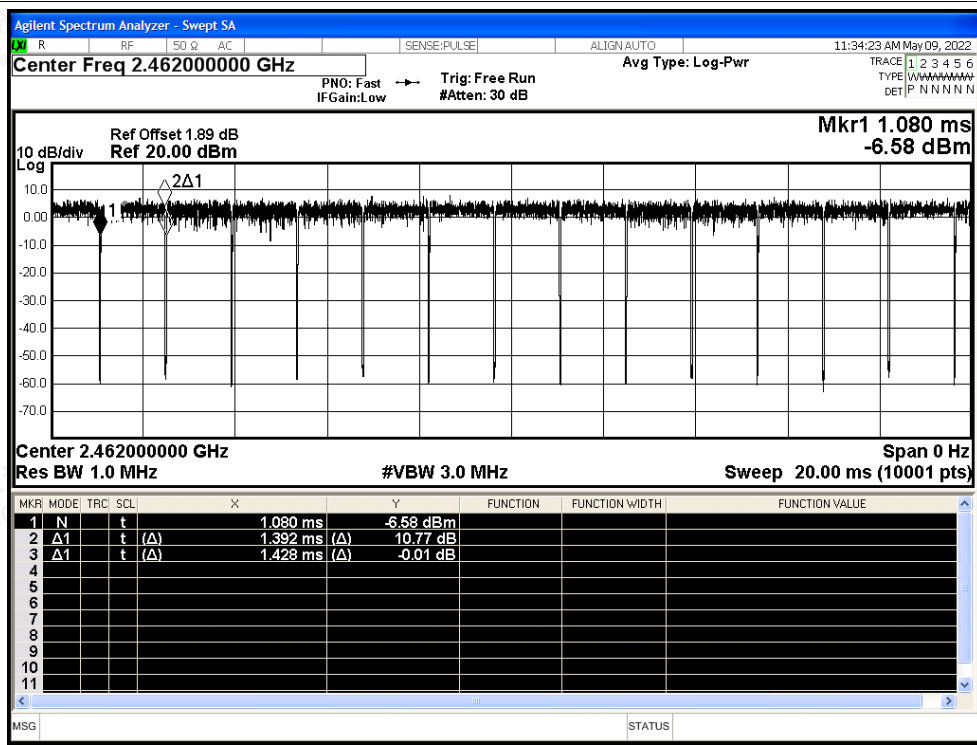 Agilent Spectrum Analyzer - Swept SA
LXI R RF 50 Ω AC SENSE:PULSE ALIGN AUTO 11:34:23 AM May 09, 2022
Center Freq 2.462000000 GHz
PNO: Fast
IFGain:Low
Trig: Free Run
#Atten: 30 dB
Avg Type: Log-Pwr
TRACE 1 2 3 4 5 6
TYPE
DET P N N N N N
Ref Offset 1.89 dB
Ref 20.00 dBm
10 dB/div
Log
Mkr1 1.080 ms
-6.58 dBm
2Δ1
1
10.0
0.00
-10.0
-20.0
-30.0
-40.0
-50.0
-60.0
-70.0
Center 2.462000000 GHz Span 0 Hz
Res BW 1.0 MHz #VBW 3.0 MHz Sweep 20.00 ms (10001 pts)
MKR MODE TRC SCL X Y FUNCTION FUNCTION WIDTH FUNCTION VALUE
1 N t 1.080 ms -6.58 dBm
2 Δ1 t (Δ) 1.392 ms (Δ) 10.77 dB
3 Δ1 t (Δ) 1.428 ms (Δ) -0.01 dB
4
5
6
7
8
9
10
11
MSG STATUS